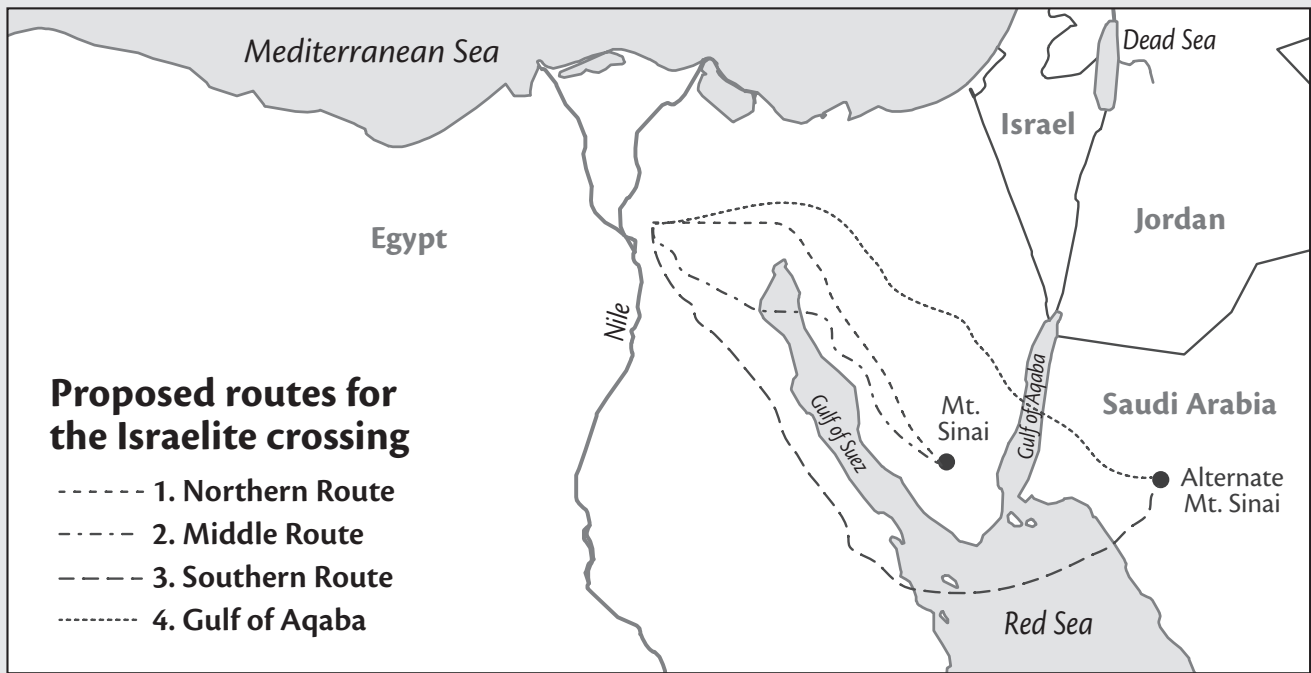 Mediterranean Sea
Dead Sea
Israel
Jordan
Egypt
Nile
Gulf of Suez
Mt.
Sinai
Gulf of Aqaba
Saudi Arabia
Alternate
Mt. Sinai
Red Sea
Proposed routes for
the Israelite crossing
1. Northern Route
2. Middle Route
3. Southern Route
4. Gulf of Aqaba